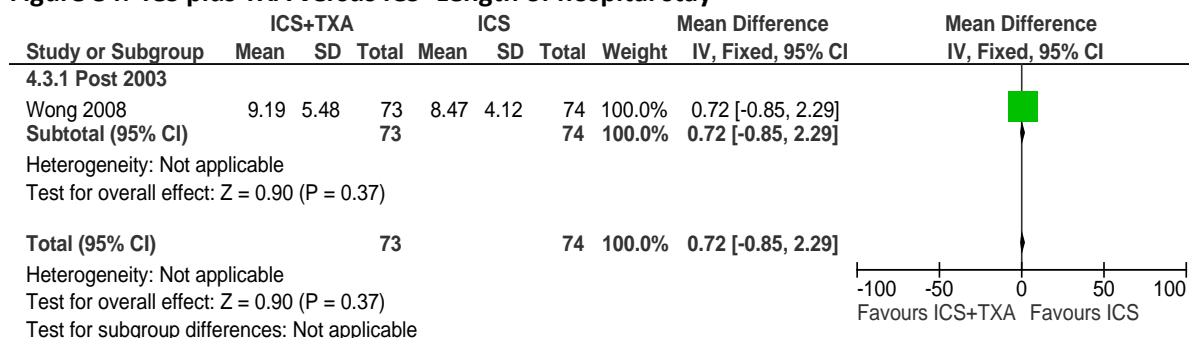 ICS+TXA ICS Mean Difference Mean Difference
Study or Subgroup Mean SD Total Mean SD Total Weight IV, Fixed, 95% CI IV, Fixed, 95% CI
4.3.1 Post 2003
Wong 2008 9.19 5.48 73 8.47 4.12 74 100.0% 0.72 [-0.85, 2.29]
Subtotal (95% CI) 73 74 100.0% 0.72 [-0.85, 2.29]
Heterogeneity: Not applicable
Test for overall effect: Z = 0.90 (P = 0.37)
Total (95% CI) 73 74 100.0% 0.72 [-0.85, 2.29]
Heterogeneity: Not applicable
Test for overall effect: Z = 0.90 (P = 0.37)
Test for subgroup differences: Not applicable
-100 -50 0 50 100
Favours ICS+TXA Favours ICS